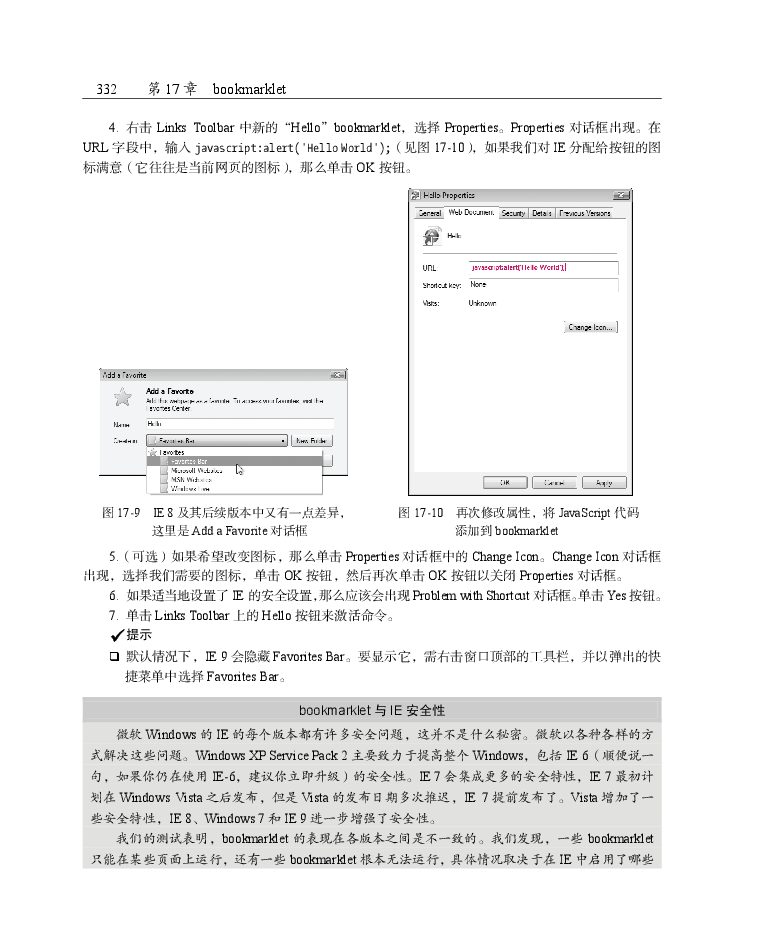 332 第 17 章 bookmarklet
4. 右击 Links Toolbar 中新的“Hello”bookmarklet，选择 Properties。Properties 对话框出现。在
URL 字段中，输入 javascript:alert('Hello World');（见图 17-10），如果我们对 IE 分配给按钮的图
标满意（它往往是当前网页的图标），那么单击 OK 按钮。
Hello Properties
General Web Document Security Details Previous Versions
Hello
URL: javascript:alert('Hello World');
Shortcut key: None
Visits: Unknown
Change Icon...
OK Cancel Apply
Add a Favorite
Add a Favorite
Add this webpage as a favorite. To access your favorites, visit the
Favorites Center.
Name: Hello
Create in: Favorites Bar New Folder
Favorites
Favorites Bar
Microsoft Websites
MSN Websites
Windows Live
图 17-9 IE 8 及其后续版本中又有一点差异，
这里是 Add a Favorite 对话框
图 17-10 再次修改属性，将 JavaScript 代码
添加到 bookmarklet
5.（可选）如果希望改变图标，那么单击 Properties 对话框中的 Change Icon。Change Icon 对话框
出现，选择我们需要的图标，单击 OK 按钮，然后再次单击 OK 按钮以关闭 Properties 对话框。
6. 如果适当地设置了 IE 的安全设置，那么应该会出现 Problem with Shortcut 对话框。单击 Yes 按钮。
7. 单击 Links Toolbar 上的 Hello 按钮来激活命令。
✓提示
❑ 默认情况下，IE 9 会隐藏 Favorites Bar。要显示它，需右击窗口顶部的工具栏，并以弹出的快
捷菜单中选择 Favorites Bar。
bookmarklet 与 IE 安全性
微软 Windows 的 IE 的每个版本都有许多安全问题，这并不是什么秘密。微软以各种各样的方
式解决这些问题。Windows XP Service Pack 2 主要致力于提高整个 Windows，包括 IE 6（顺便说一
句，如果你仍在使用 IE-6，建议你立即升级）的安全性。IE 7 会集成更多的安全特性，IE 7 最初计
划在 Windows Vista 之后发布，但是 Vista 的发布日期多次推迟，IE 7 提前发布了。Vista 增加了一
些安全特性，IE 8、Windows 7 和 IE 9 进一步增强了安全性。
我们的测试表明，bookmarklet 的表现在各版本之间是不一致的。我们发现，一些 bookmarklet
只能在某些页面上运行，还有一些 bookmarklet 根本无法运行，具体情况取决于在 IE 中启用了哪些